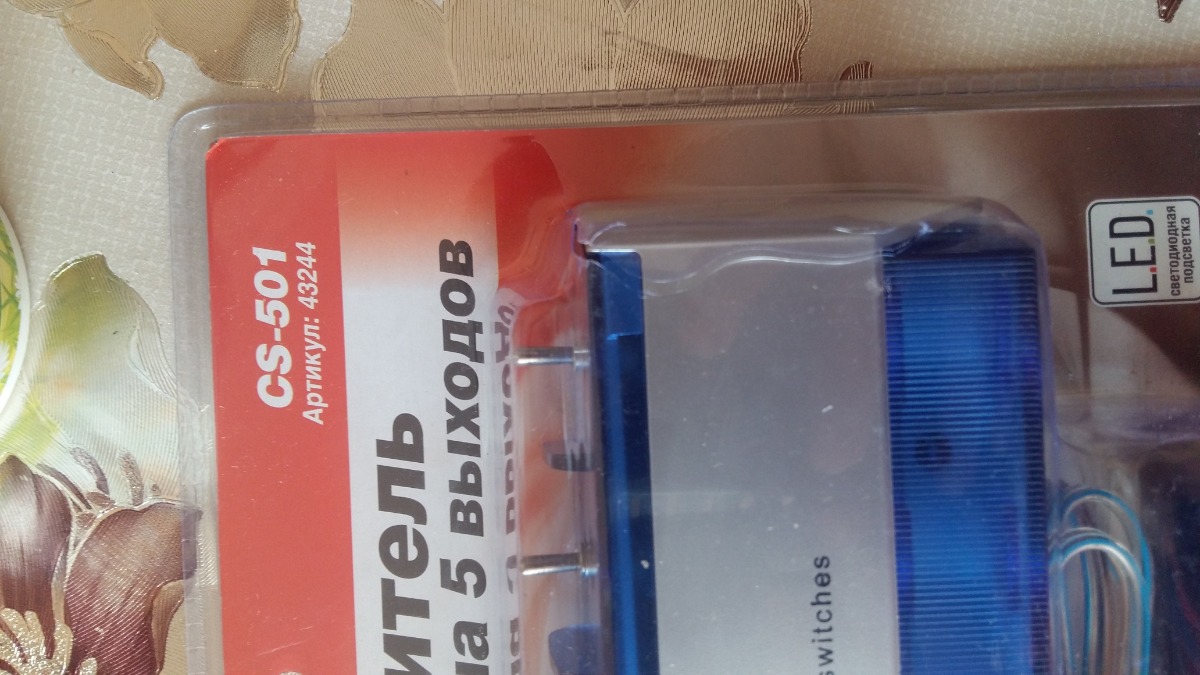 CS-501
Артикул: 43244
итель
на 5 выходов
switches
L.E.D.
светодиодная
подсветка